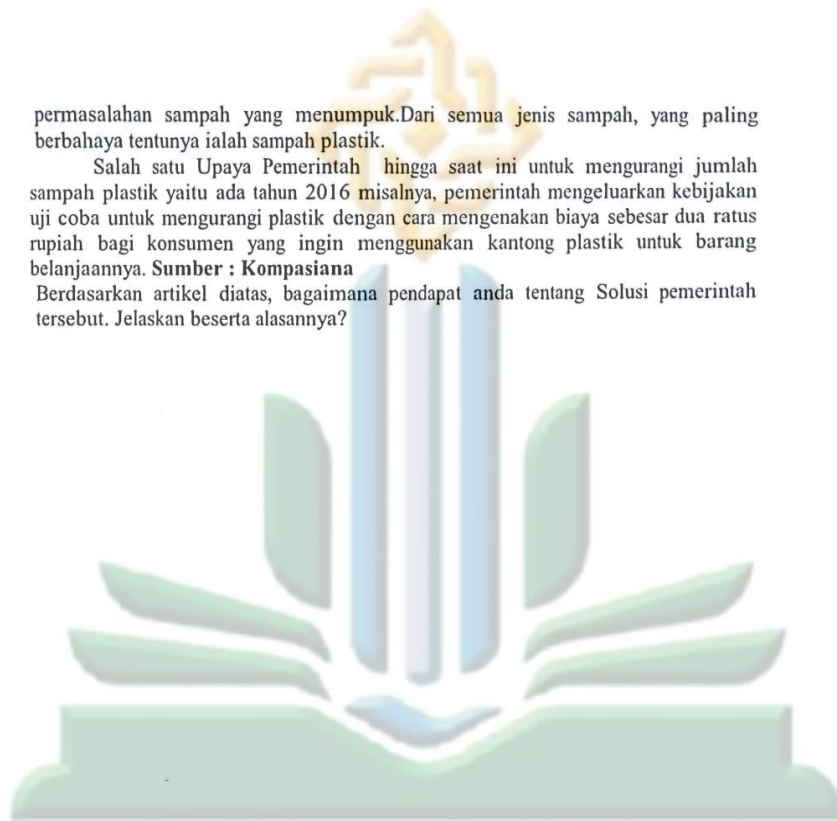 permasalahan sampah yang menumpuk.Dari semua jenis sampah, yang paling
berbahaya tentunya ialah sampah plastik.
Salah satu Upaya Pemerintah hingga saat ini untuk mengurangi jumlah
sampah plastik yaitu ada tahun 2016 misalnya, pemerintah mengeluarkan kebijakan
uji coba untuk mengurangi plastik dengan cara mengenakan biaya sebesar dua ratus
rupiah bagi konsumen yang ingin menggunakan kantong plastik untuk barang
belanjaannya. Sumber : Kompasiana
Berdasarkan artikel diatas, bagaimana pendapat anda tentang Solusi pemerintah
tersebut. Jelaskan beserta alasannya?